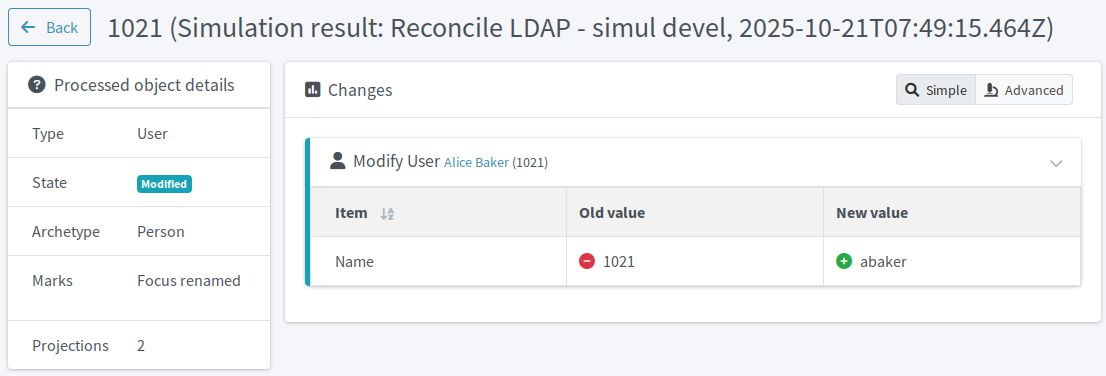 Back
1021 (Simulation result: Reconcile LDAP - simul devel, 2025-10-21T07:49:15.464Z)
Processed object details
Type User
State Modified
Archetype Person
Marks Focus renamed
Projections 2
Changes
Simple Advanced
Modify User Alice Baker (1021)
Item Old value New value
Name 1021 abaker